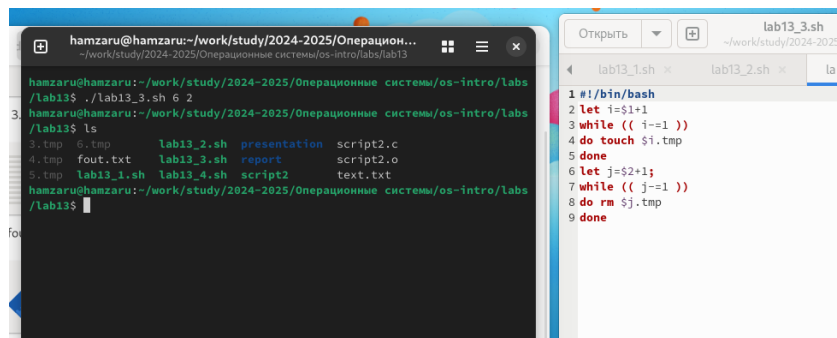 hamzaru@hamzaru:~/work/study/2024-2025/Операцион...
~/work/study/2024-2025/Операционные системы/os-intro/labs/lab13
hamzaru@hamzaru:~/work/study/2024-2025/Операционные системы/os-intro/labs
/lab13$ ./lab13_3.sh 6 2
hamzaru@hamzaru:~/work/study/2024-2025/Операционные системы/os-intro/labs
/lab13$ ls
3.tmp 6.tmp lab13_2.sh presentation script2.c
4.tmp fout.txt lab13_3.sh report script2.o
5.tmp lab13_1.sh lab13_4.sh script2 text.txt
hamzaru@hamzaru:~/work/study/2024-2025/Операционные системы/os-intro/labs
/lab13$
3.
fou
Открыть
lab13_3.sh
~/work/study/2024-2025
lab13_1.sh × lab13_2.sh × la
1 #!/bin/bash
2 let i=$1+1
3 while (( i-=1 ))
4 do touch $i.tmp
5 done
6 let j=$2+1;
7 while (( j-=1 ))
8 do rm $j.tmp
9 done